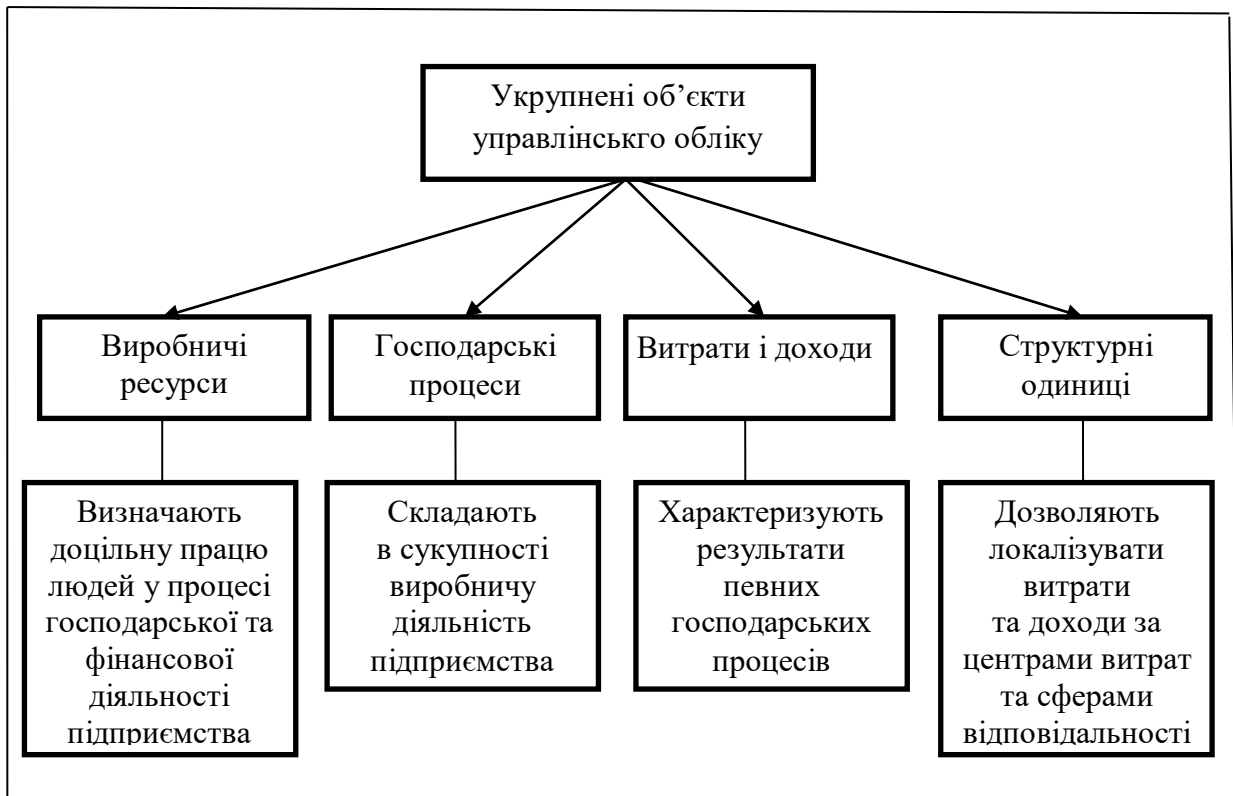 Укрупнені об’єкти
управлінськго обліку
Виробничі
ресурси
Господарські
процеси
Витрати і доходи
Структурні
одиниці
Визначають
доцільну працю
людей у процесі
господарської та
фінансової
діяльності
підприємства
Складають
в сукупності
виробничу
діяльність
підприємства
Характеризують
результати
певних
господарських
процесів
Дозволяють
локалізувати
витрати
та доходи за
центрами витрат
та сферами
відповідальності